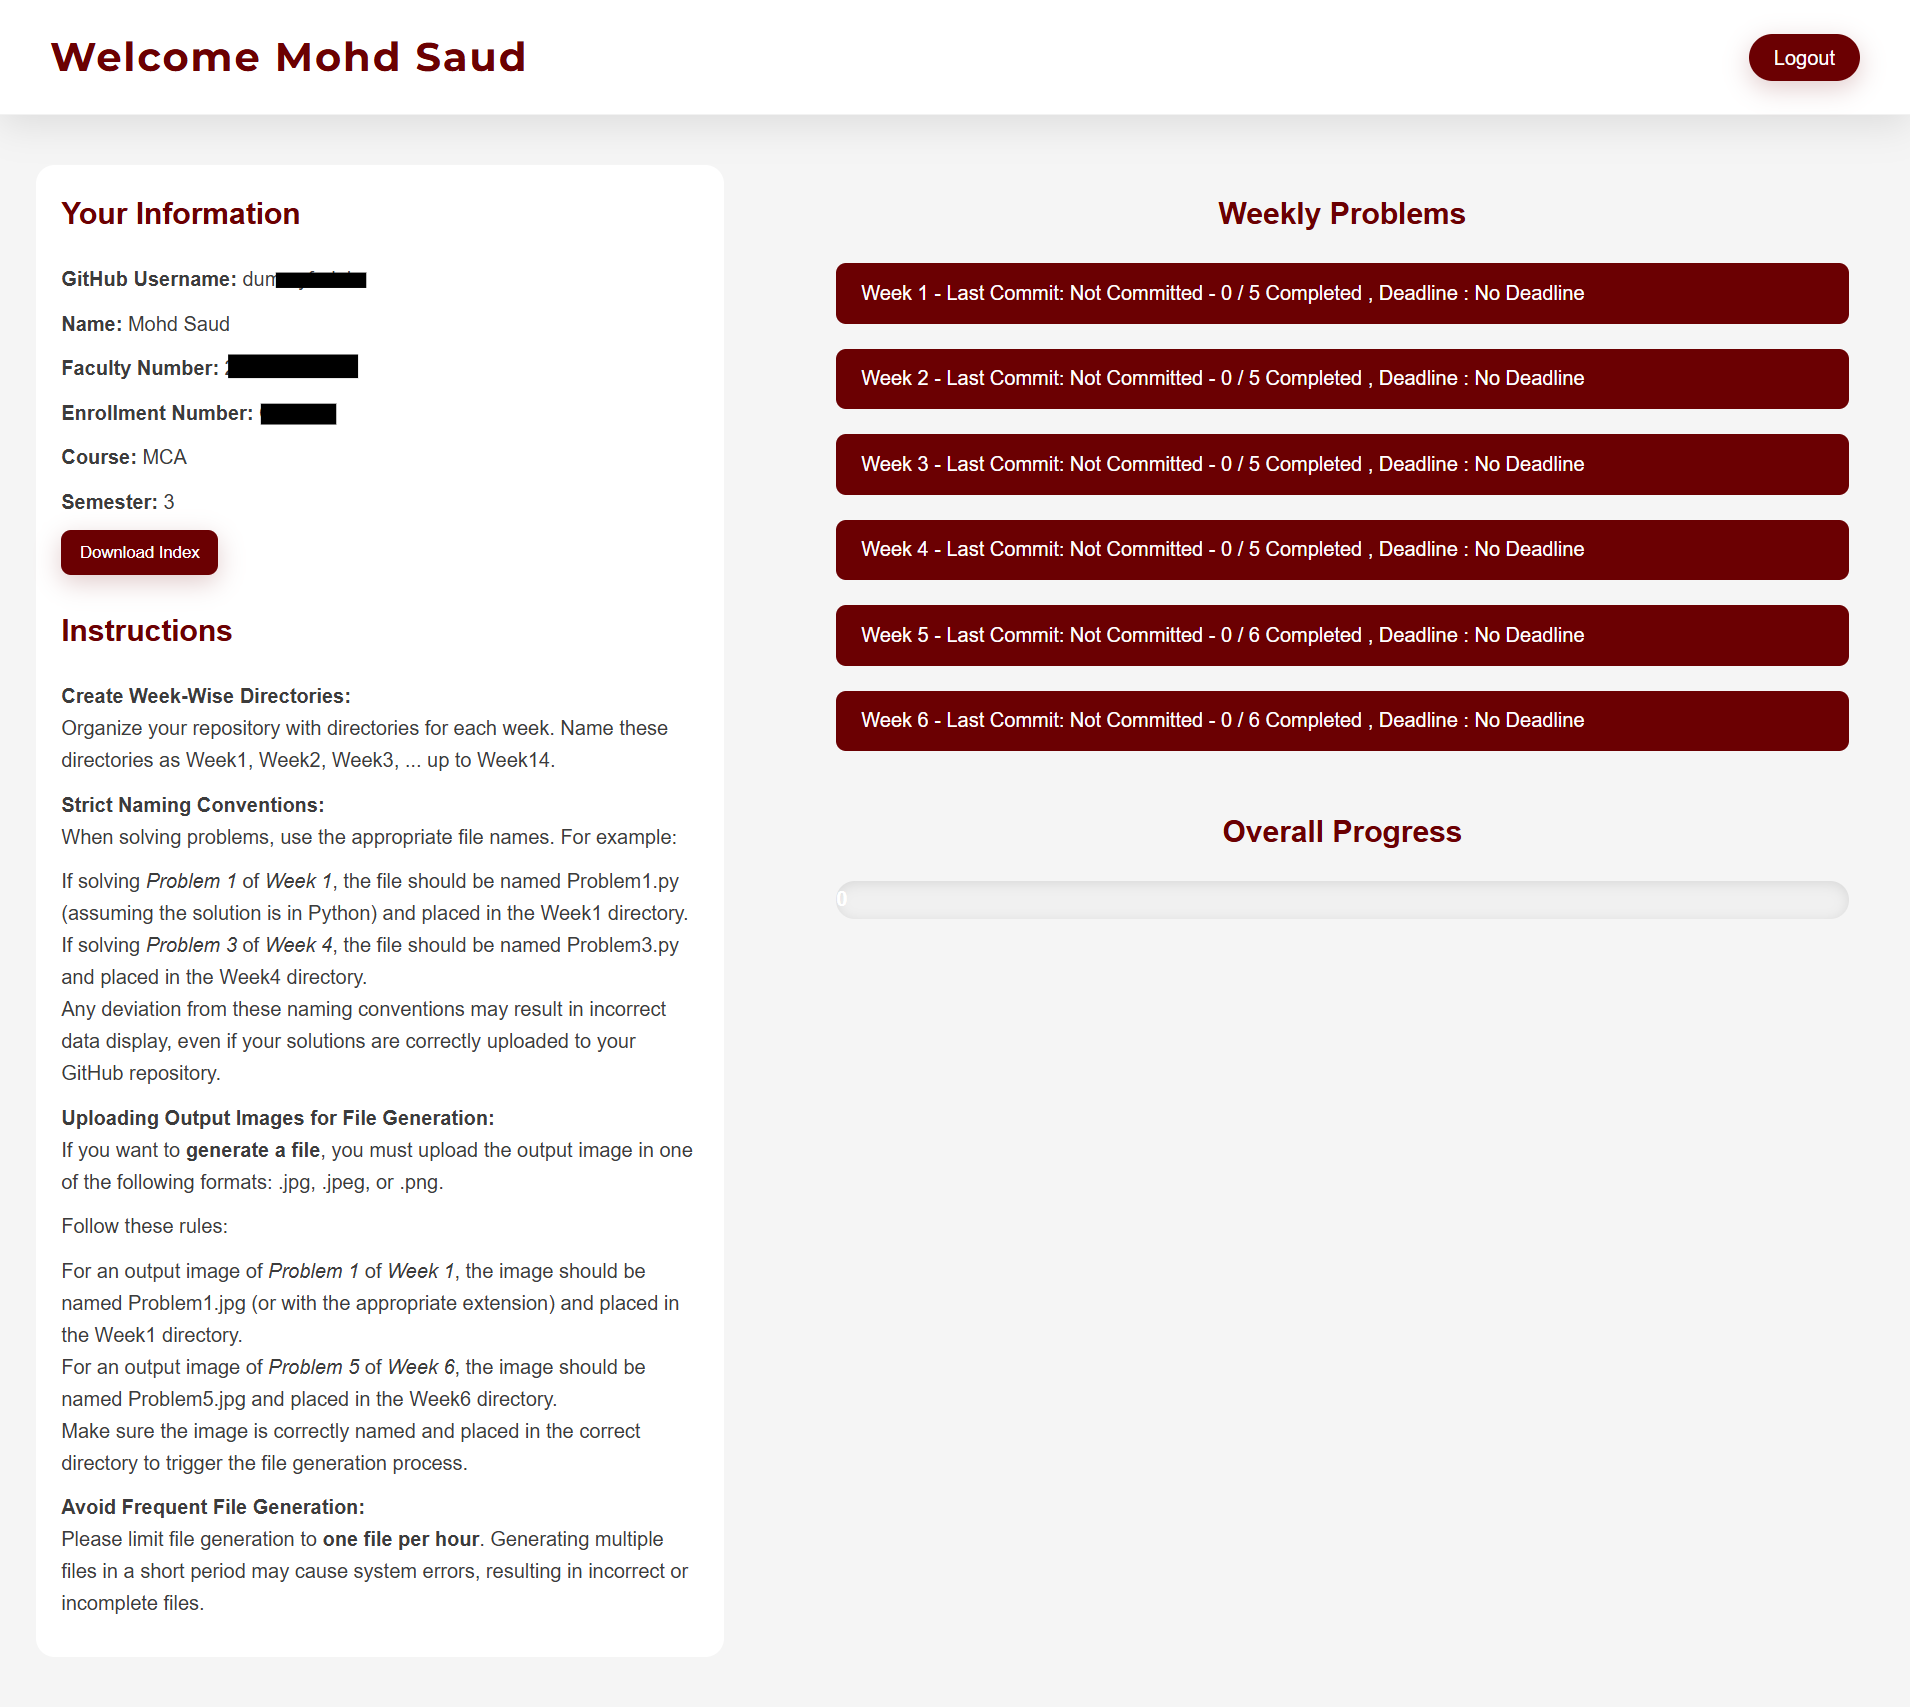 Welcome Mohd Saud
Logout
Your Information
GitHub Username:
Name: Mohd Saud
Faculty Number:
Enrollment Number:
Course: MCA
Semester: 3
Download Index
Instructions
Create Week-Wise Directories:
Organize your repository with directories for each week. Name these
directories as Week1, Week2, Week3, ... up to Week14.
Strict Naming Conventions:
When solving problems, use the appropriate file names. For example:
If solving Problem 1 of Week 1, the file should be named Problem1.py
(assuming the solution is in Python) and placed in the Week1 directory.
If solving Problem 3 of Week 4, the file should be named Problem3.py
and placed in the Week4 directory.
Any deviation from these naming conventions may result in incorrect
data display, even if your solutions are correctly uploaded to your
GitHub repository.
Uploading Output Images for File Generation:
If you want to generate a file, you must upload the output image in one
of the following formats: .jpg, .jpeg, or .png.
Follow these rules:
For an output image of Problem 1 of Week 1, the image should be
named Problem1.jpg (or with the appropriate extension) and placed in
the Week1 directory.
For an output image of Problem 5 of Week 6, the image should be
named Problem5.jpg and placed in the Week6 directory.
Make sure the image is correctly named and placed in the correct
directory to trigger the file generation process.
Avoid Frequent File Generation:
Please limit file generation to one file per hour. Generating multiple
files in a short period may cause system errors, resulting in incorrect or
incomplete files.
Weekly Problems
Week 1 - Last Commit: Not Committed - 0 / 5 Completed , Deadline : No Deadline
Week 2 - Last Commit: Not Committed - 0 / 5 Completed , Deadline : No Deadline
Week 3 - Last Commit: Not Committed - 0 / 5 Completed , Deadline : No Deadline
Week 4 - Last Commit: Not Committed - 0 / 5 Completed , Deadline : No Deadline
Week 5 - Last Commit: Not Committed - 0 / 6 Completed , Deadline : No Deadline
Week 6 - Last Commit: Not Committed - 0 / 6 Completed , Deadline : No Deadline
Overall Progress
0